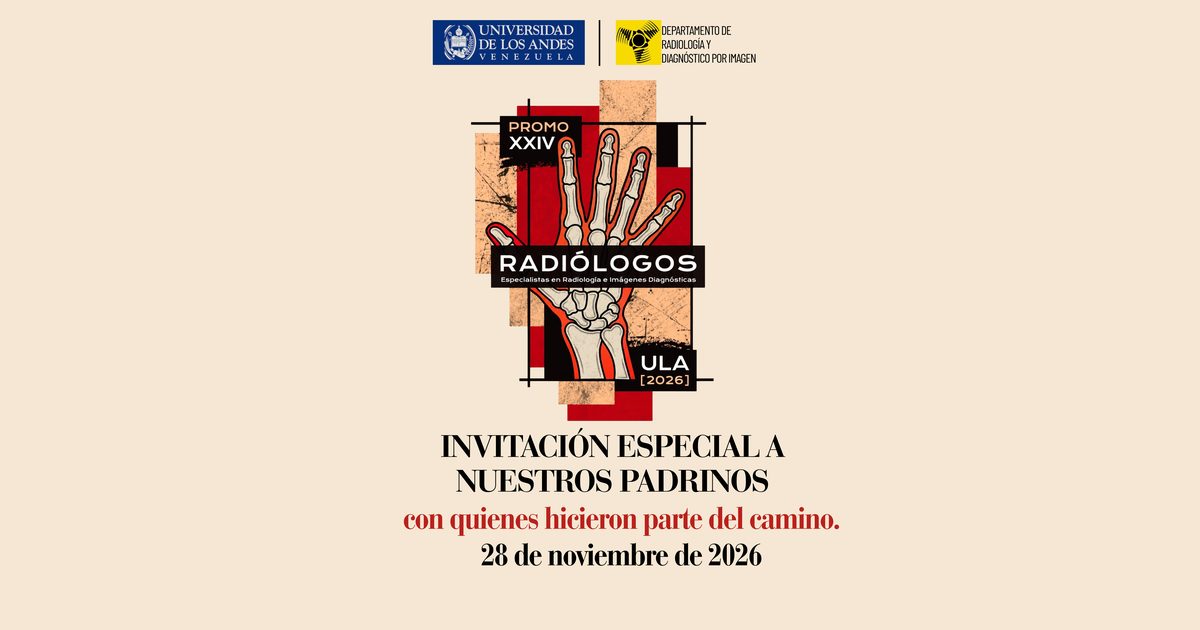 UNIVERSIDAD
DE LOS ANDES
VENEZUELA
DEPARTAMENTO DE
RADIOLOGÍA Y
DIAGNÓSTICO POR IMAGEN
PROMO
XXIV
RADIÓLOGOS
Especialistas en Radiología e Imágenes Diagnósticas
ULA
[2026]
INVITACIÓN ESPECIAL A
NUESTROS PADRINOS
con quienes hicieron parte del camino.
28 de noviembre de 2026